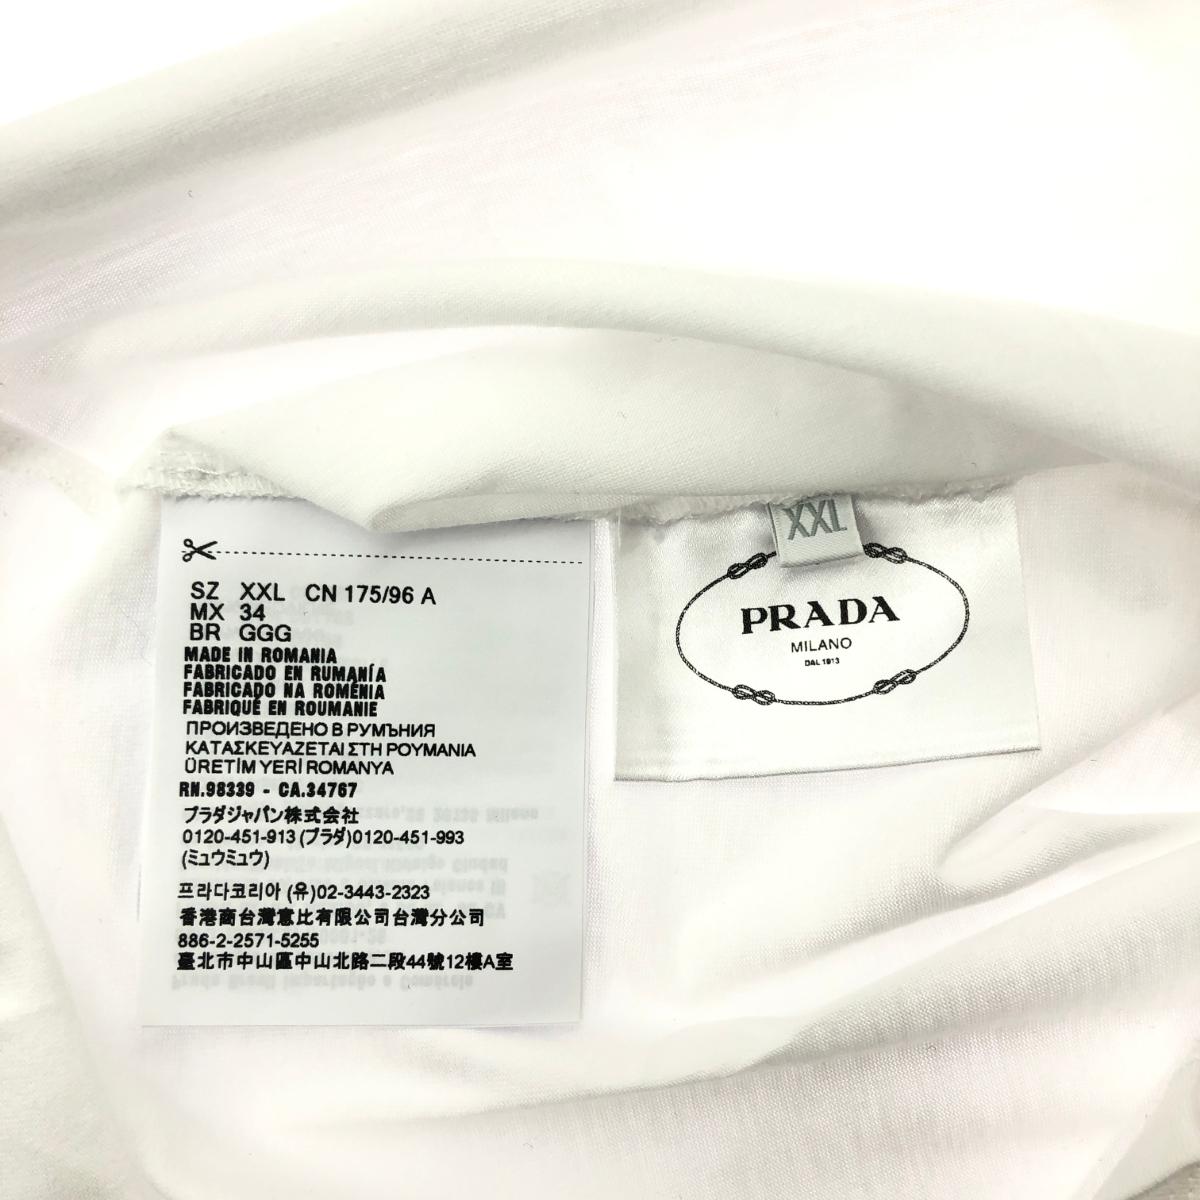 SZ XXL CN 175/96 A
MX 34
BR GGG
MADE IN ROMANIA
FABRICADO EN RUMANÍA
FABRICADO NA ROMÊNIA
FABRIQUÉ EN ROUMANIE
ПРОИЗВЕДЕНО В РУМЪНИЯ
ΚΑΤΑΣΚΕΥΑΖΕΤΑΙ ΣΤΗ ΡΟΥΜΑΝΙΑ
ÜRETİM YERİ ROMANYA
RN.98339 - CA.34767
プラダジャパン株式会社
0120-451-913 (プラダ)0120-451-993
(ミュウミュウ)
프라다코리아 (유)02-3443-2323
香港商台灣意比有限公司台灣分公司
886-2-2571-5255
臺北市中山區中山北路二段44號12樓A室
XXL
PRADA
MILANO
DAL 1913